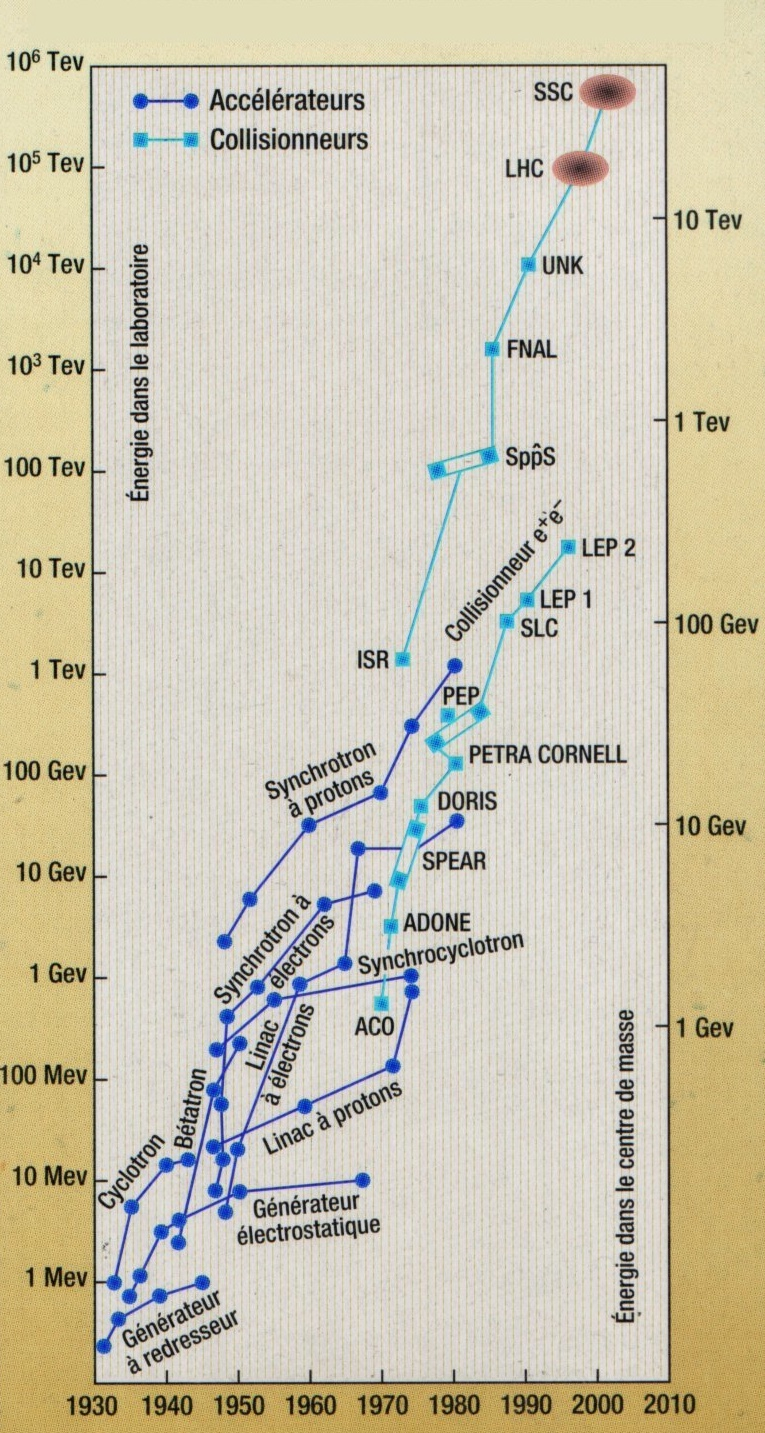 10⁶ Tev
10⁵ Tev
10⁴ Tev
10³ Tev
100 Tev
10 Tev
1 Tev
100 Gev
10 Gev
1 Gev
100 Mev
10 Mev
1 Mev
Énergie dans le laboratoire
Accélérateurs
Collisionneurs
SSC
LHC
UNK
FNAL
Spp̂S
ISR
Collisionneur e⁺e⁻
LEP 2
LEP 1
SLC
PEP
PETRA CORNELL
DORIS
SPEAR
ADONE
ACO
Synchrotron
à protons
Synchrotron à
électrons
Synchrocyclotron
Linac
à électrons
Linac à protons
Bétatron
Cyclotron
Générateur
électrostatique
Générateur
à redresseur
10 Tev
1 Tev
100 Gev
10 Gev
1 Gev
Énergie dans le centre de masse
1930 1940 1950 1960 1970 1980 1990 2000 2010